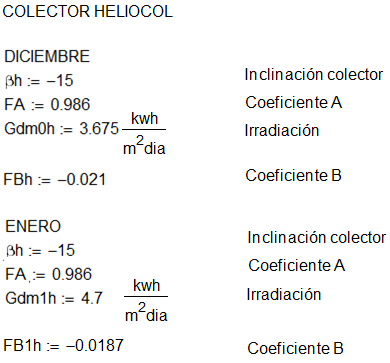 COLECTOR HELIOCOL
DICIEMBRE
βh := −15 Inclinación colector
FA := 0.986 Coeficiente A
Gdm0h := 3.675 kwh/m²dia Irradiación
FBh := −0.021 Coeficiente B
ENERO
βh := −15 Inclinación colector
FA := 0.986 Coeficiente A
Gdm1h := 4.7 kwh/m²dia Irradiación
FB1h := −0.0187 Coeficiente B